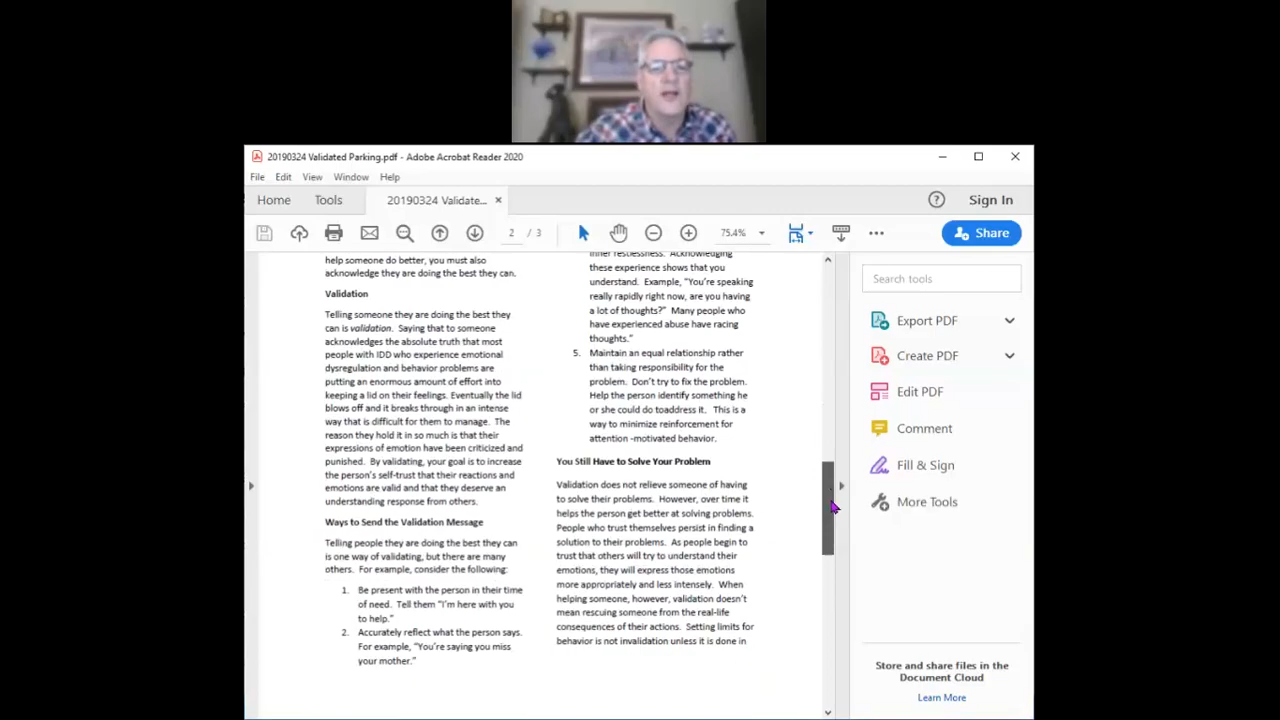 20190324 Validated Parking.pdf - Adobe Acrobat Reader 2020
File Edit View Window Help
Home Tools 20190324 Validate... × Sign In
2 / 3 75.4% Share
help someone do better, you must also
acknowledge they are doing the best they can.
Validation
Telling someone they are doing the best they
can is validation. Saying that to someone
acknowledges the absolute truth that most
people with IDD who experience emotional
dysregulation and behavior problems are
putting an enormous amount of effort into
keeping a lid on their feelings. Eventually the lid
blows off and it breaks through in an intense
way that is difficult for them to manage. The
reason they hold it in so much is that their
expressions of emotion have been criticized and
punished. By validating, your goal is to increase
the person's self-trust that their reactions and
emotions are valid and that they deserve an
understanding response from others.
Ways to Send the Validation Message
Telling people they are doing the best they can
is one way of validating, but there are many
others. For example, consider the following:
1. Be present with the person in their time
of need. Tell them "I'm here with you
to help."
2. Accurately reflect what the person says.
For example, "You're saying you miss
your mother."
inner restlessness. Acknowledging
these experience shows that you
understand. Example, "You're speaking
really rapidly right now, are you having
a lot of thoughts?" Many people who
have experienced abuse have racing
thoughts."
5. Maintain an equal relationship rather
than taking responsibility for the
problem. Don't try to fix the problem.
Help the person identify something he
or she could do toaddress it. This is a
way to minimize reinforcement for
attention -motivated behavior.
You Still Have to Solve Your Problem
Validation does not relieve someone of having
to solve their problems. However, over time it
helps the person get better at solving problems.
People who trust themselves persist in finding a
solution to their problems. As people begin to
trust that others will try to understand their
emotions, they will express those emotions
more appropriately and less intensely. When
helping someone, however, validation doesn't
mean rescuing someone from the real-life
consequences of their actions. Setting limits for
behavior is not invalidation unless it is done in
Search tools
Export PDF
Create PDF
Edit PDF
Comment
Fill & Sign
More Tools
Store and share files in the
Document Cloud
Learn More